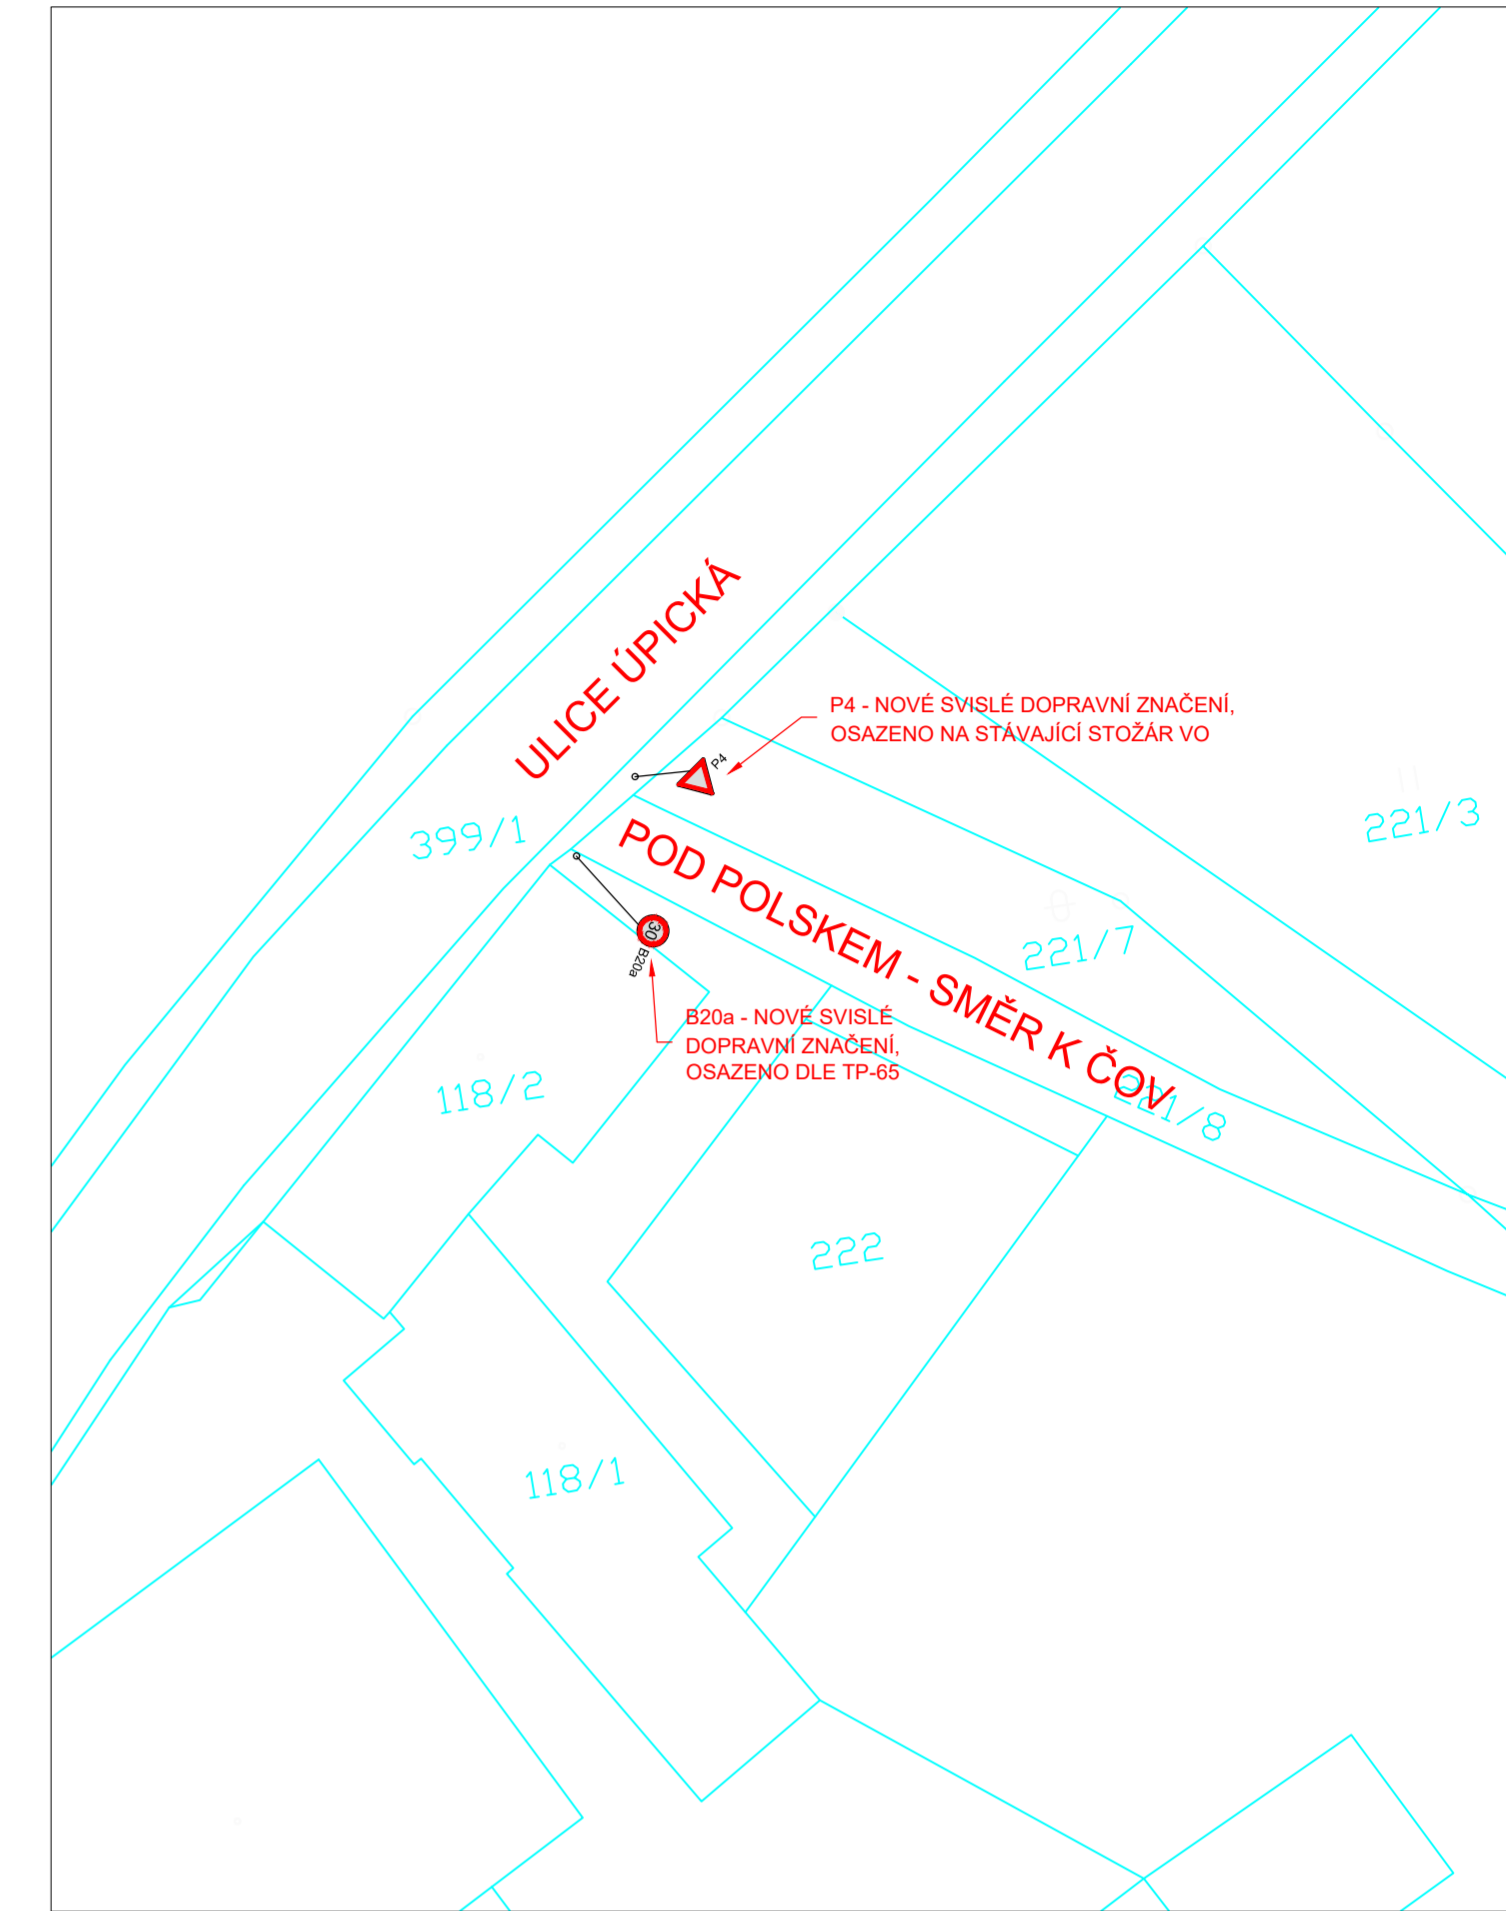 ULICE ÚPICKÁ
P4 - NOVÉ SVISLÉ DOPRAVNÍ ZNAČENÍ,
OSAZENO NA STÁVAJÍCÍ STOŽÁR VO
P4
399/1
221/3
POD POLSKEM - SMĚR K ČOV
221/7
30
B20a
B20a - NOVÉ SVISLÉ
DOPRAVNÍ ZNAČENÍ,
OSAZENO DLE TP-65
118/2
221/8
222
118/1